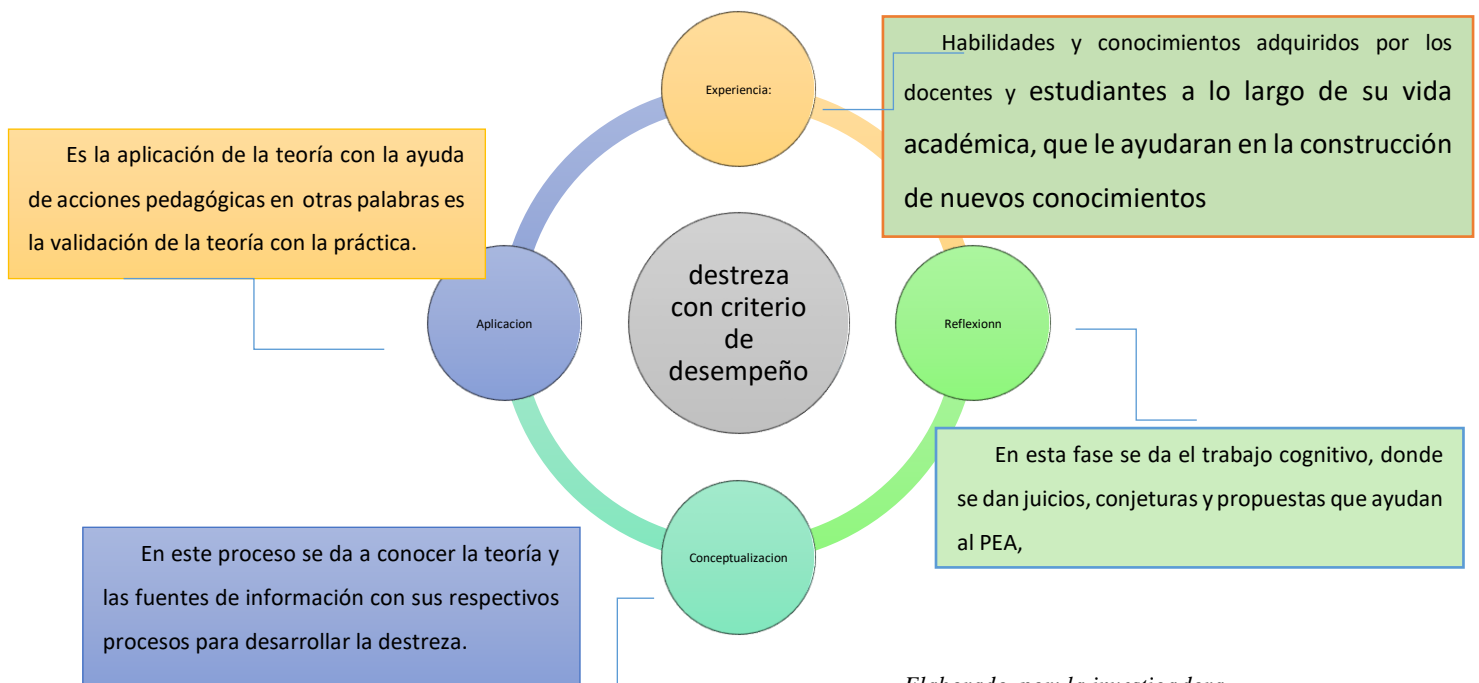 Experiencia:
Habilidades y conocimientos adquiridos por los
docentes y estudiantes a lo largo de su vida
académica, que le ayudaran en la construcción
de nuevos conocimientos
Es la aplicación de la teoría con la ayuda
de acciones pedagógicas en otras palabras es
la validación de la teoría con la práctica.
destreza
con criterio
de
desempeño
Aplicacion
Reflexionn
En esta fase se da el trabajo cognitivo, donde
se dan juicios, conjeturas y propuestas que ayudan
al PEA,
Conceptualizacion
En este proceso se da a conocer la teoría y
las fuentes de información con sus respectivos
procesos para desarrollar la destreza.